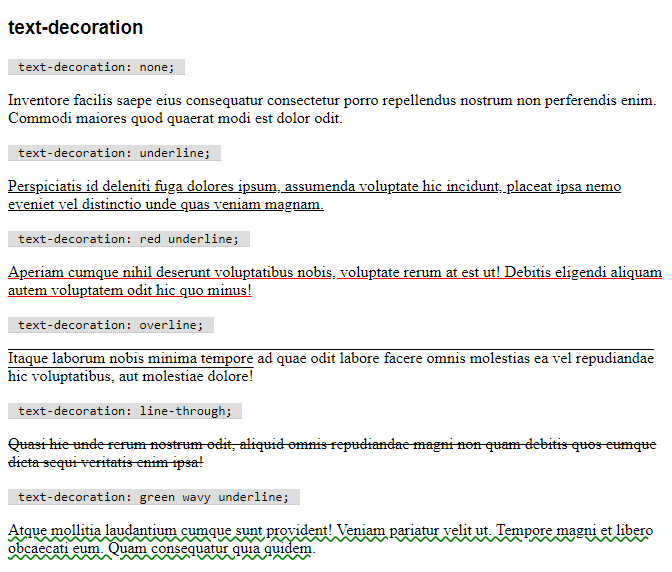 text-decoration
text-decoration: none;
Inventore facilis saepe eius consequatur consectetur porro repellendus nostrum non perferendis enim.
Commodi maiores quod quaerat modi est dolor odit.
text-decoration: underline;
Perspiciatis id deleniti fuga dolores ipsum, assumenda voluptate hic incidunt, placeat ipsa nemo
eveniet vel distinctio unde quas veniam magnam.
text-decoration: red underline;
Aperiam cumque nihil deserunt voluptatibus nobis, voluptate rerum at est ut! Debitis eligendi aliquam
autem voluptatem odit hic quo minus!
text-decoration: overline;
Itaque laborum nobis minima tempore ad quae odit labore facere omnis molestias ea vel repudiandae
hic voluptatibus, aut molestiae dolore!
text-decoration: line-through;
Quasi hic unde rerum nostrum odit, aliquid omnis repudiandae magni non quam debitis quos cumque
dicta sequi veritatis enim ipsa!
text-decoration: green wavy underline;
Atque mollitia laudantium cumque sunt provident! Veniam pariatur velit ut. Tempore magni et libero
obcaecati eum. Quam consequatur quia quidem.